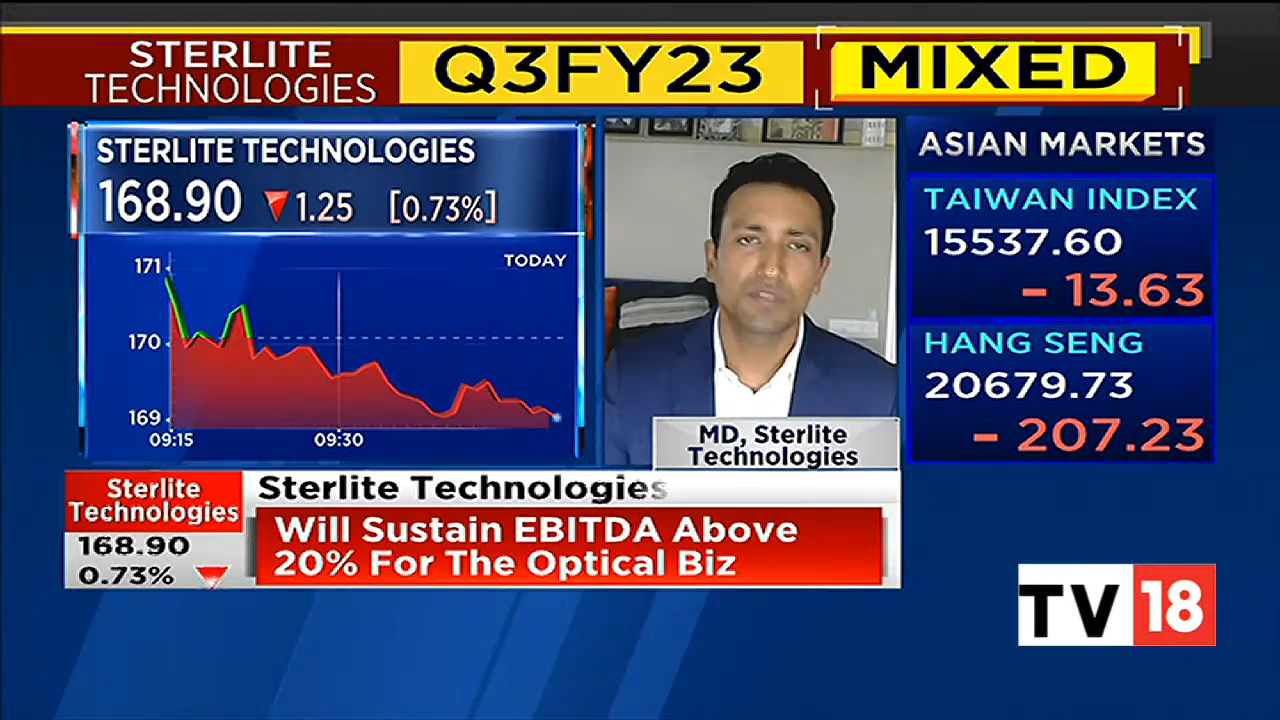 STERLITE
TECHNOLOGIES
Q3FY23
MIXED
STERLITE TECHNOLOGIES
168.90 ▼ 1.25 [0.73%]
TODAY
171
170
169
09:15 09:30
MD, Sterlite
Technologies
ASIAN MARKETS
TAIWAN INDEX
15537.60
- 13.63
HANG SENG
20679.73
- 207.23
Sterlite
Technologies
168.90
0.73% ▼
Sterlite Technologies
Will Sustain EBITDA Above
20% For The Optical Biz
TV18